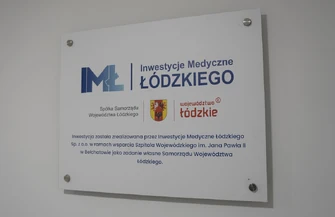 IMŁ
Inwestycje Medyczne
ŁÓDZKIEGO
Spółka Samorządu
Województwa Łódzkiego
województwo
łódzkie
Inwestycja została zrealizowana przez Inwestycje Medyczne Łódzkiego
Sp. z o.o. w ramach wsparcia Szpitala Wojewódzkiego im. Jana Pawła II
w Bełchatowie jako zadanie własne Samorządu Województwa
Łódzkiego.